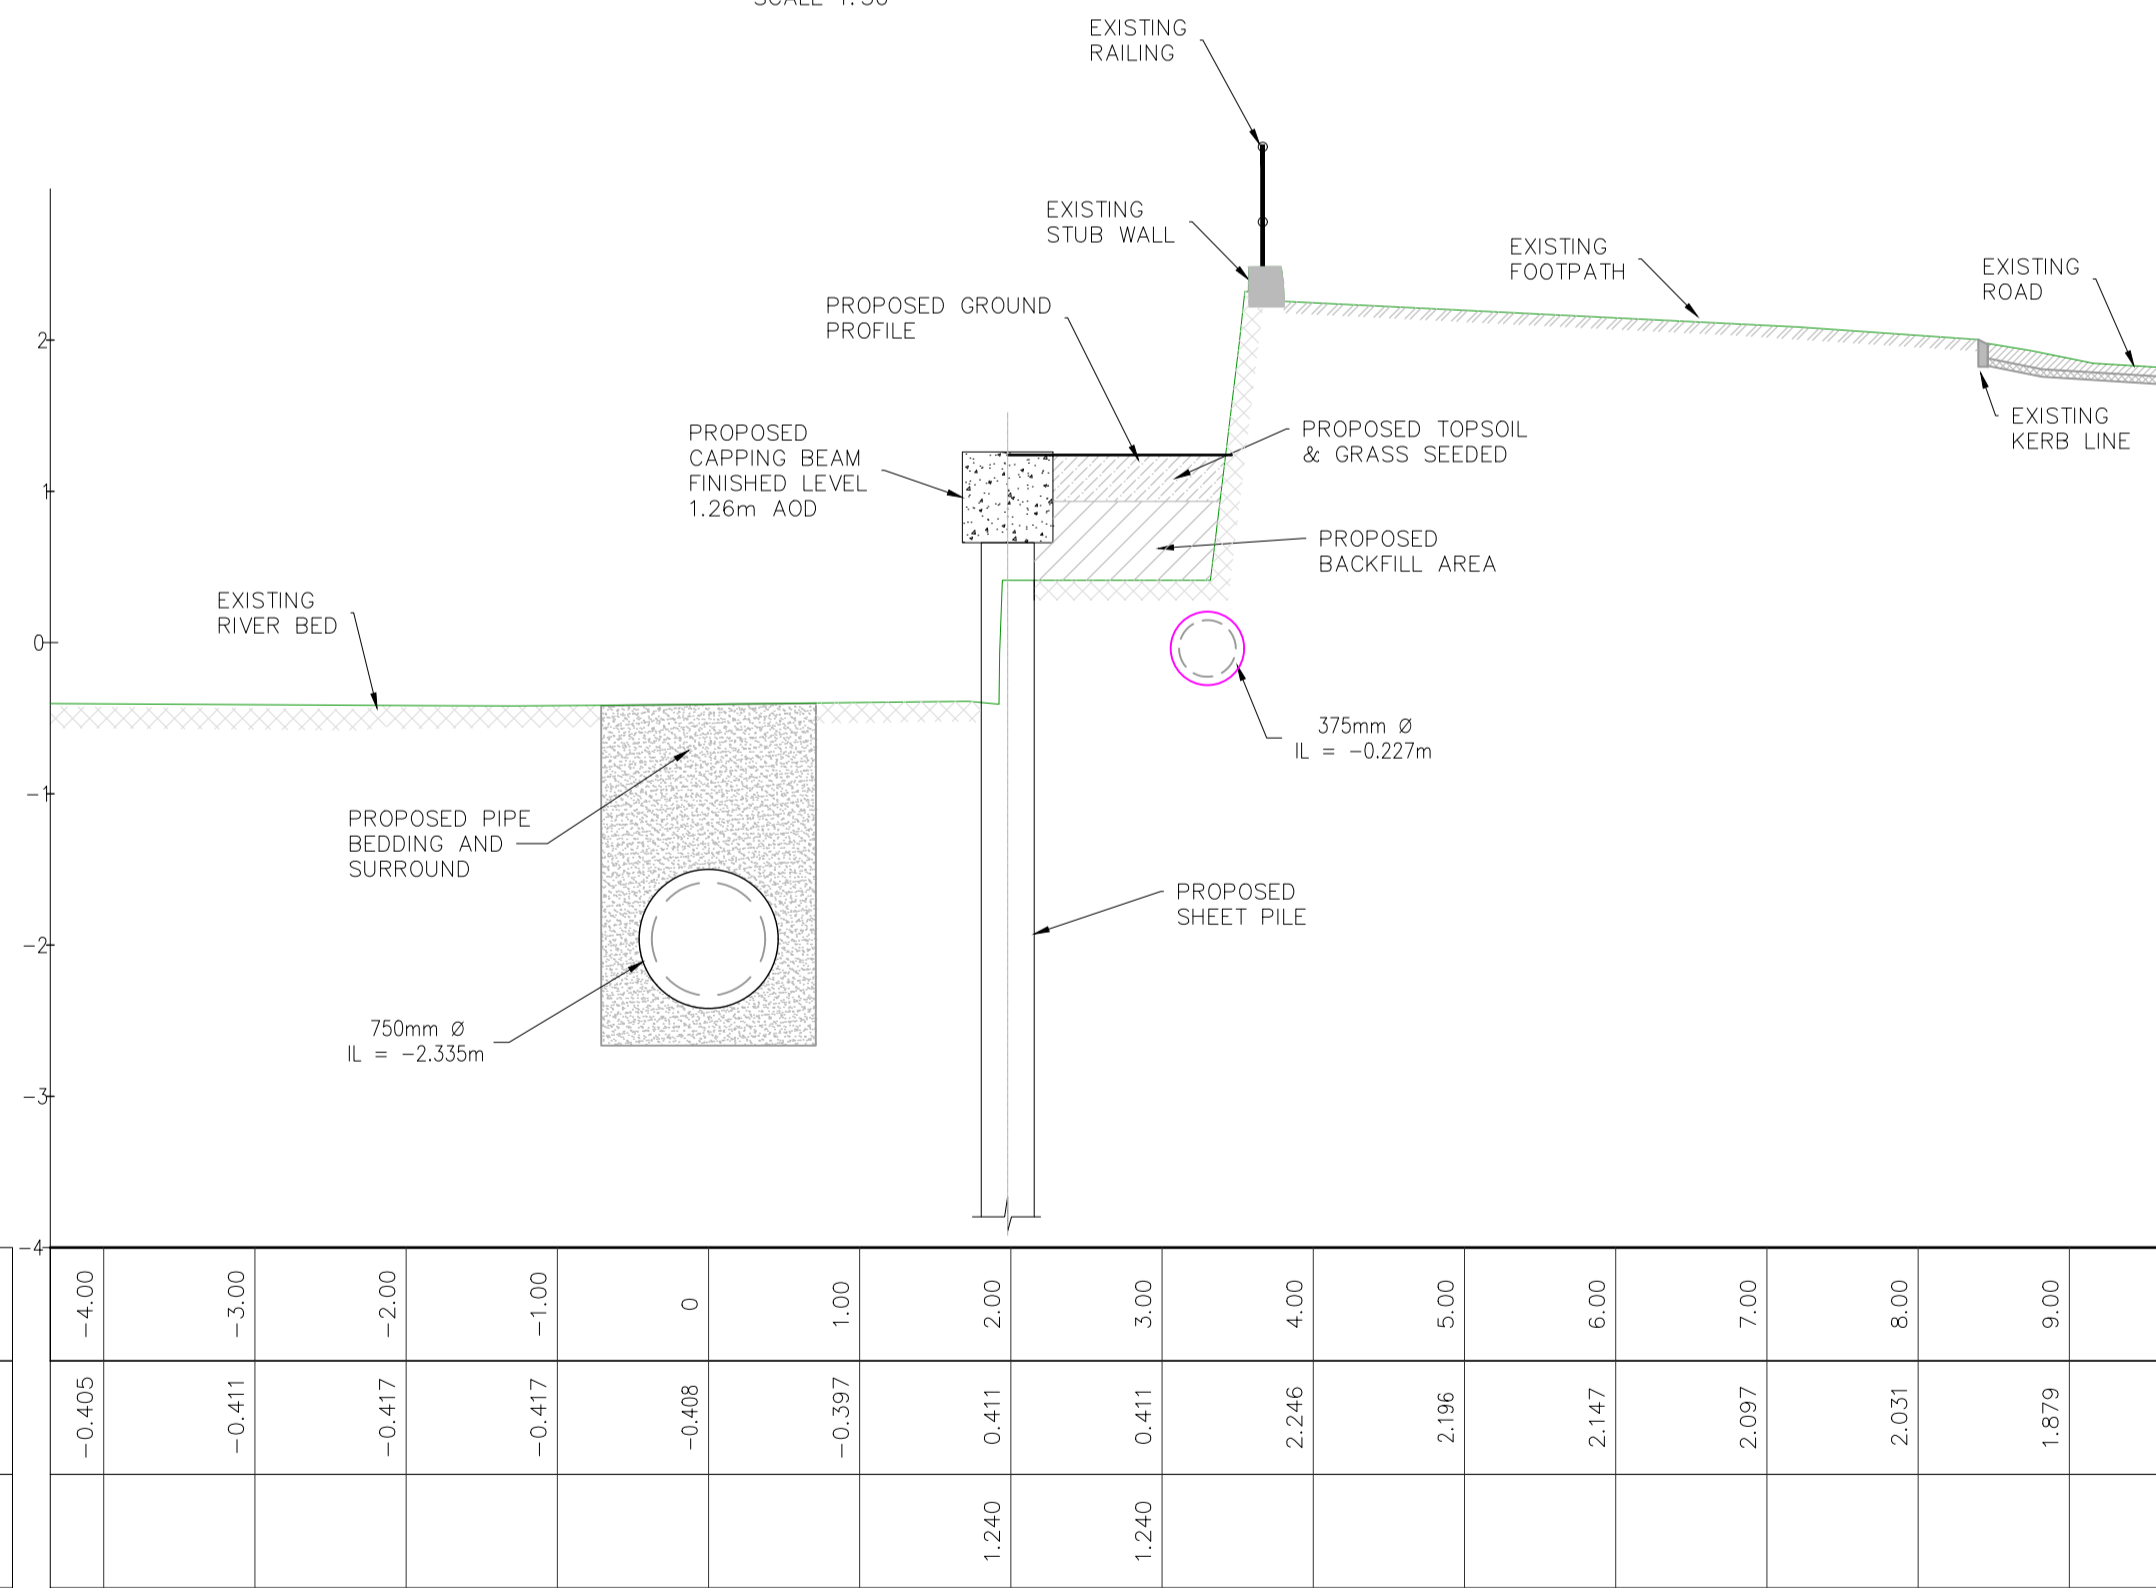 EXISTING
RAILING
EXISTING
STUB WALL
EXISTING
FOOTPATH
EXISTING
ROAD
PROPOSED GROUND
PROFILE
PROPOSED
CAPPING BEAM
FINISHED LEVEL
1.26m AOD
PROPOSED TOPSOIL
& GRASS SEEDED
EXISTING
KERB LINE
PROPOSED
BACKFILL AREA
EXISTING
RIVER BED
375mm Ø
IL = -0.227m
PROPOSED PIPE
BEDDING AND
SURROUND
PROPOSED
SHEET PILE
750mm Ø
IL = -2.335m
2
1
0
-1
-2
-3
-4
-4.00 -3.00 -2.00 -1.00 0 1.00 2.00 3.00 4.00 5.00 6.00 7.00 8.00 9.00
-0.405 -0.411 -0.417 -0.417 -0.408 -0.397 0.411 0.411 2.246 2.196 2.147 2.097 2.031 1.879
1.240 1.240